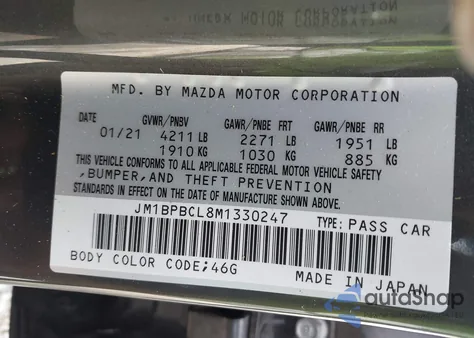 MFD. BY MAZDA MOTOR CORPORATION
DATE GVWR/PNBV GAWR/PNBE FRT GAWR/PNBE RR
01/21 4211 LB 2271 LB 1951 LB
1910 KG 1030 KG 885 KG
THIS VEHICLE CONFORMS TO ALL APPLICABLE FEDERAL MOTOR VEHICLE SAFETY
,BUMPER,AND THEFT PREVENTION
STANDARDS IN EFFECT ON THE DATE OF MANUFACTURE SHOWN ABOVE.
JM1BPBCL8M1330247 TYPE: PASS CAR
BODY COLOR CODE;46G MADE IN JAPAN
autoShap